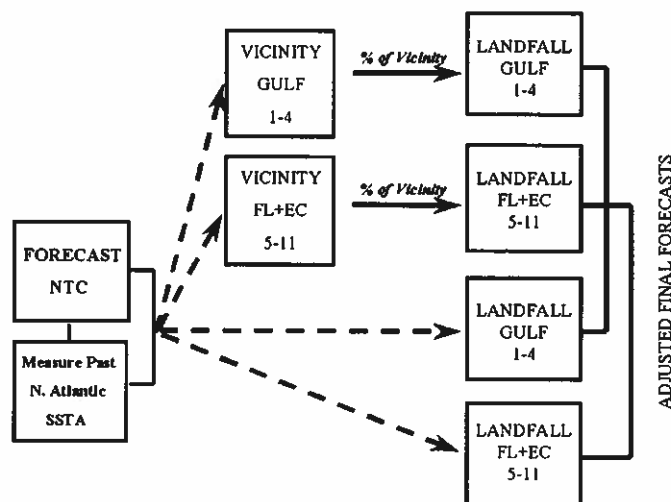 VICINITY
GULF
1-4
% of Vicinity
LANDFALL
GULF
1-4
VICINITY
FL+EC
5-11
% of Vicinity
LANDFALL
FL+EC
5-11
FORECAST
NTC
Measure Past
N. Atlantic
SSTA
LANDFALL
GULF
1-4
LANDFALL
FL+EC
5-11
ADJUSTED FINAL FORECASTS